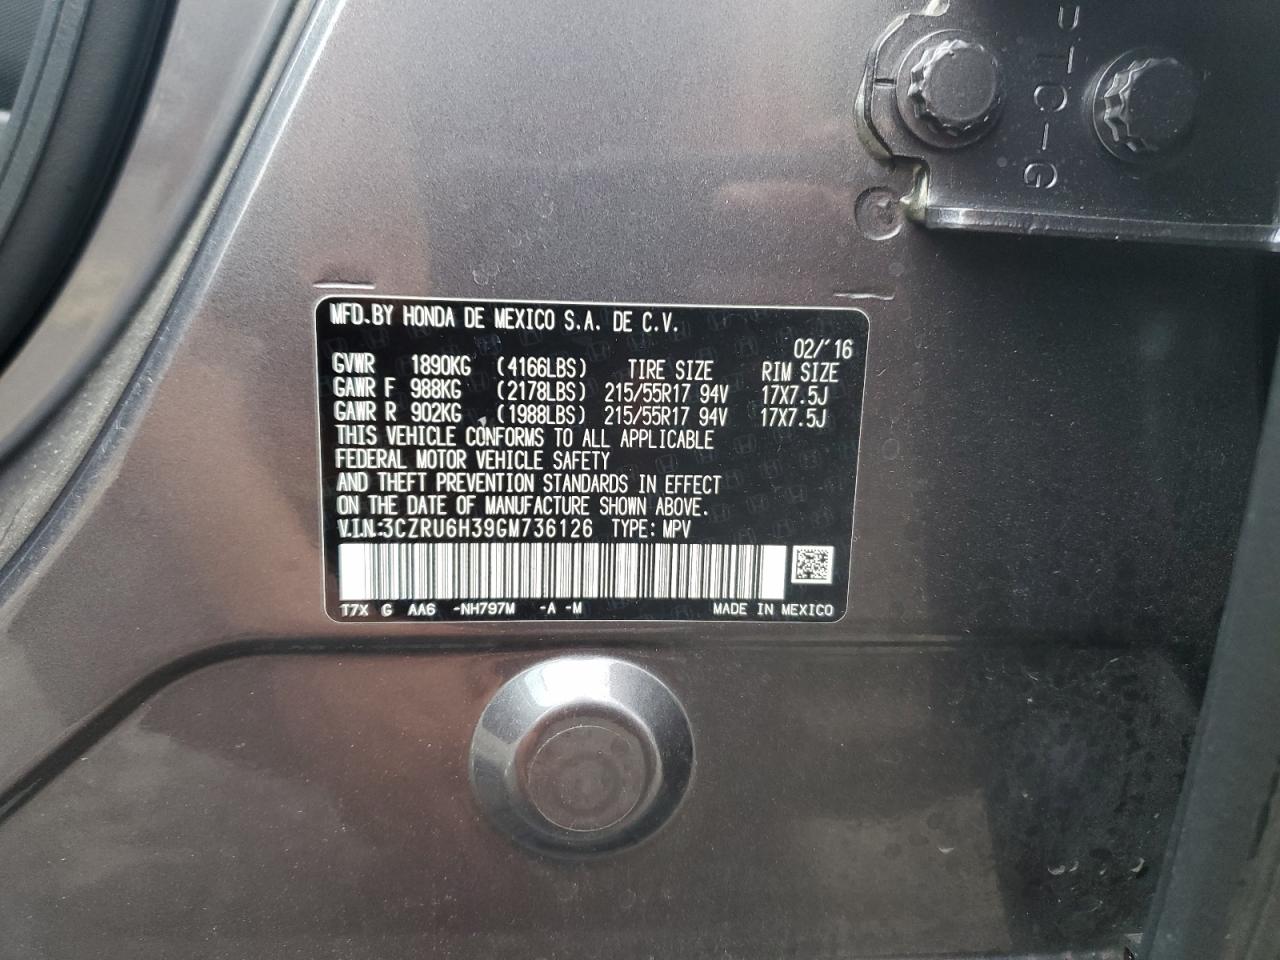 TC-G
MFD.BY HONDA DE MEXICO S.A. DE C.V.
02/'16
GVWR 1890KG (4166LBS) TIRE SIZE RIM SIZE
GAWR F 988KG (2178LBS) 215/55R17 94V 17X7.5J
GAWR R 902KG (1988LBS) 215/55R17 94V 17X7.5J
THIS VEHICLE CONFORMS TO ALL APPLICABLE
FEDERAL MOTOR VEHICLE SAFETY
AND THEFT PREVENTION STANDARDS IN EFFECT
ON THE DATE OF MANUFACTURE SHOWN ABOVE.
V.I.N.:3CZRU6H39GM736126 TYPE: MPV
T7X G AA6 -NH797M -A -M MADE IN MEXICO